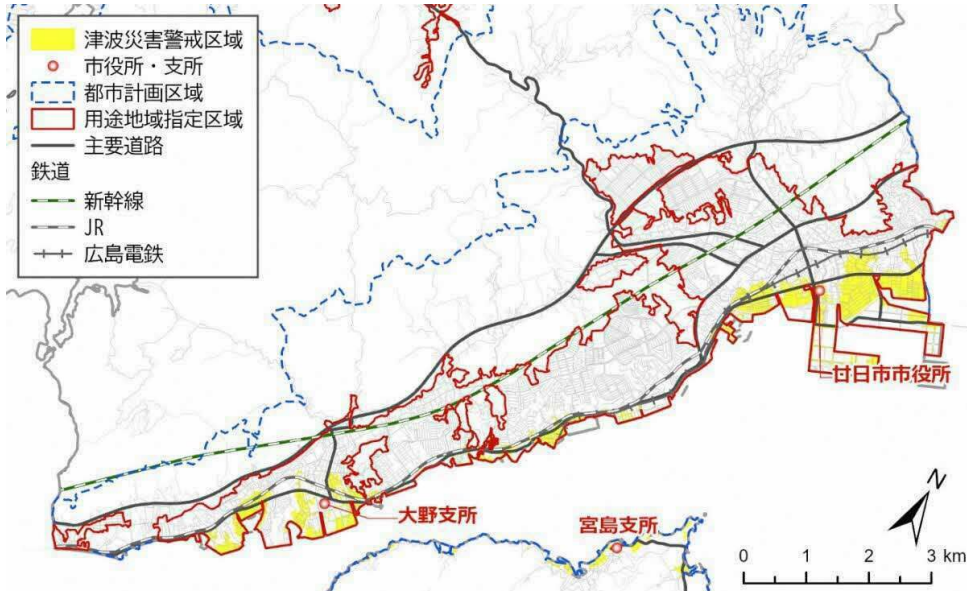 津波災害警戒区域
市役所・支所
都市計画区域
用途地域指定区域
主要道路
鉄道
新幹線
JR
広島電鉄
廿日市市役所
大野支所
宮島支所
N
0 1 2 3 km